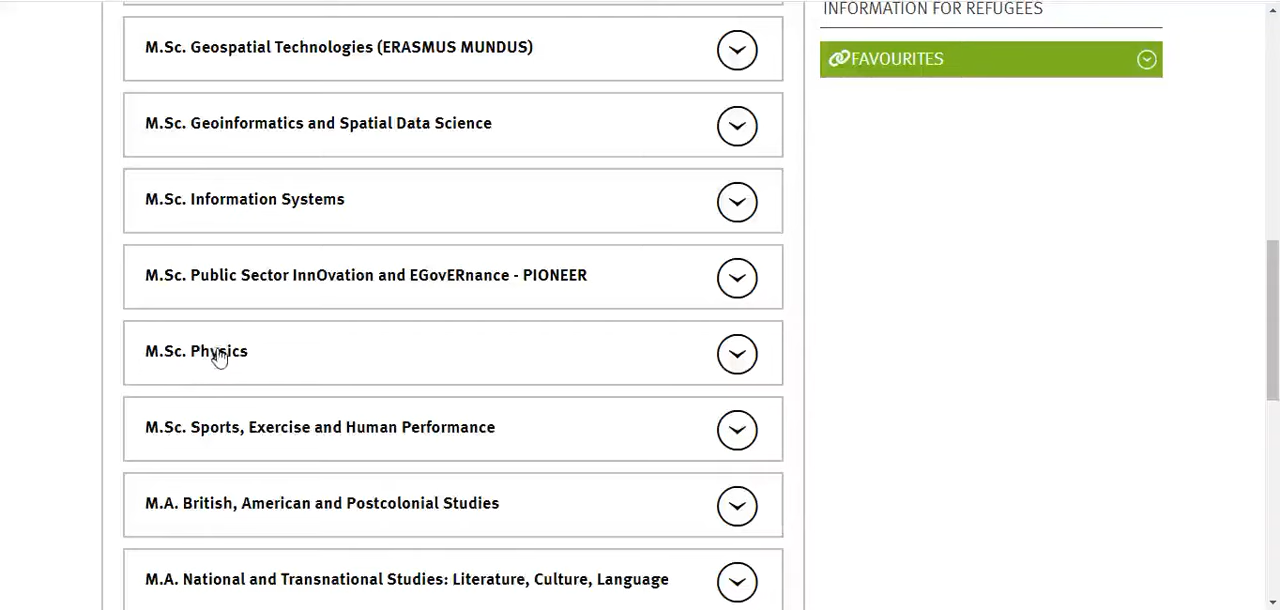 INFORMATION FOR REFUGEES
FAVOURITES
M.Sc. Geospatial Technologies (ERASMUS MUNDUS)
M.Sc. Geoinformatics and Spatial Data Science
M.Sc. Information Systems
M.Sc. Public Sector InnOvation and EGovERnance - PIONEER
M.Sc. Physics
M.Sc. Sports, Exercise and Human Performance
M.A. British, American and Postcolonial Studies
M.A. National and Transnational Studies: Literature, Culture, Language